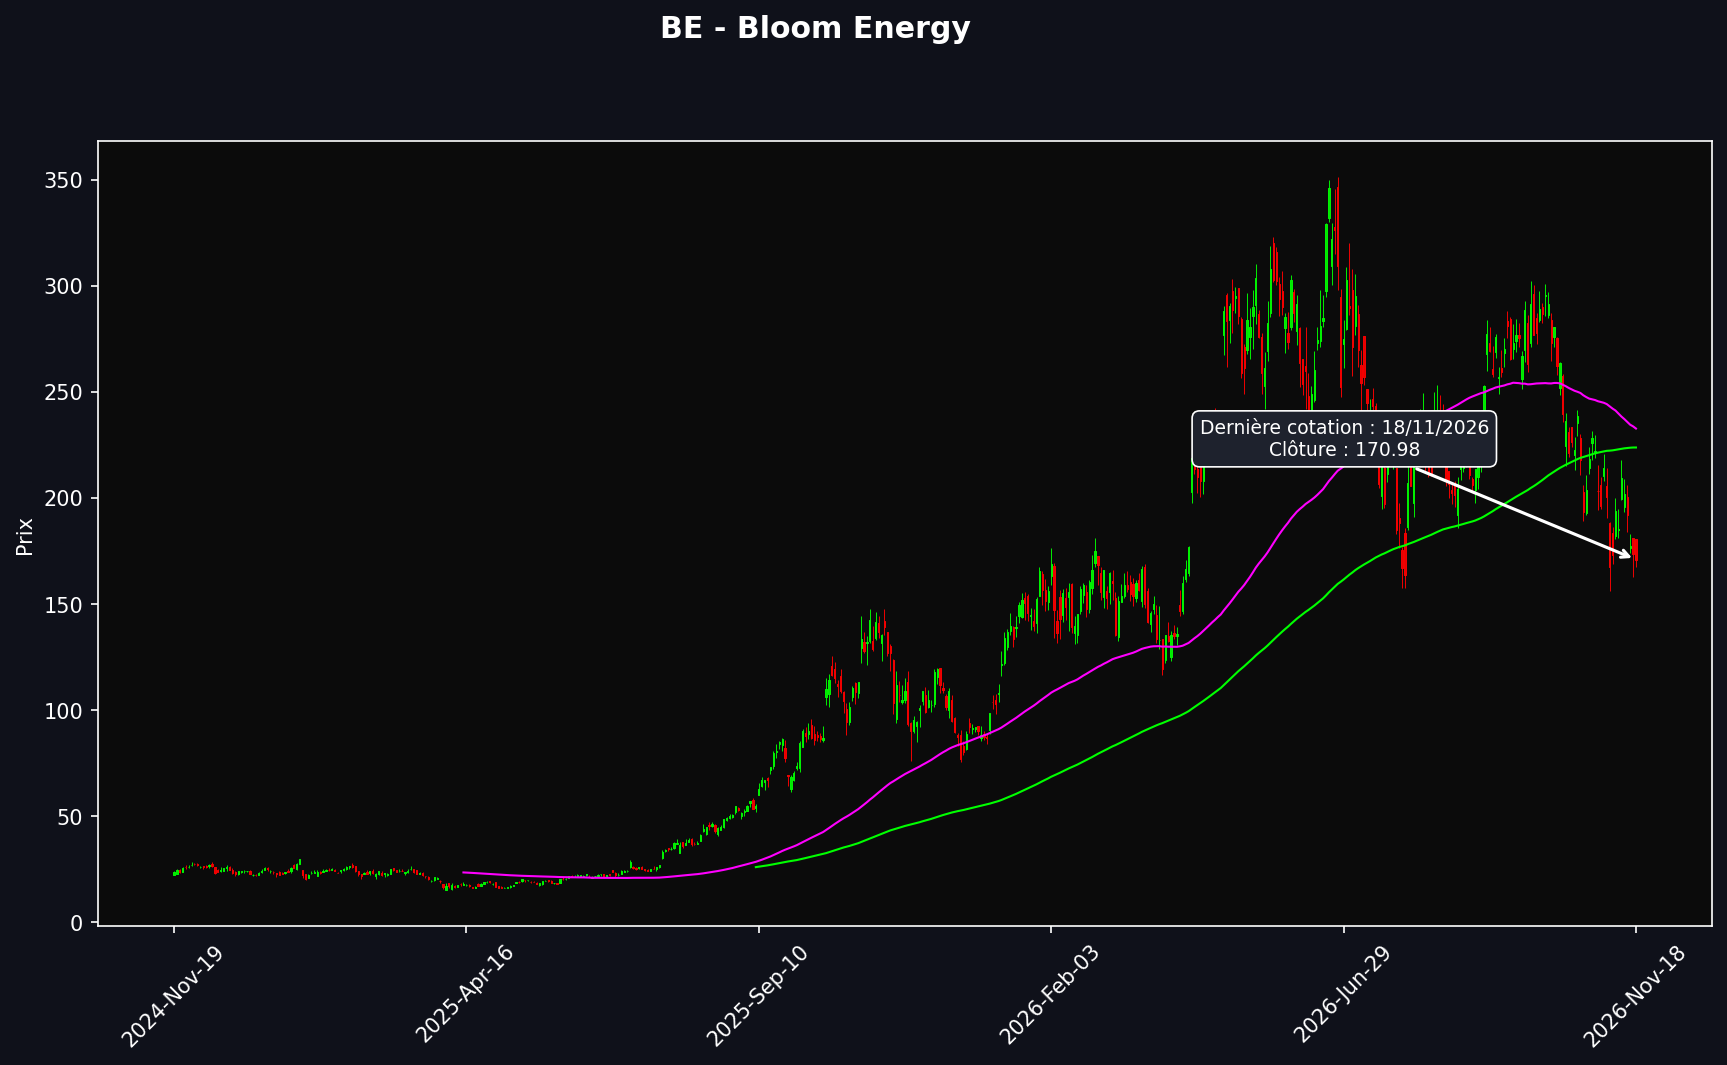 BE - Bloom Energy
Prix
350
300
250
200
150
100
50
0
Dernière cotation : 18/11/2026
Clôture : 170.98
2024-Nov-19
2025-Apr-16
2025-Sep-10
2026-Feb-03
2026-Jun-29
2026-Nov-18